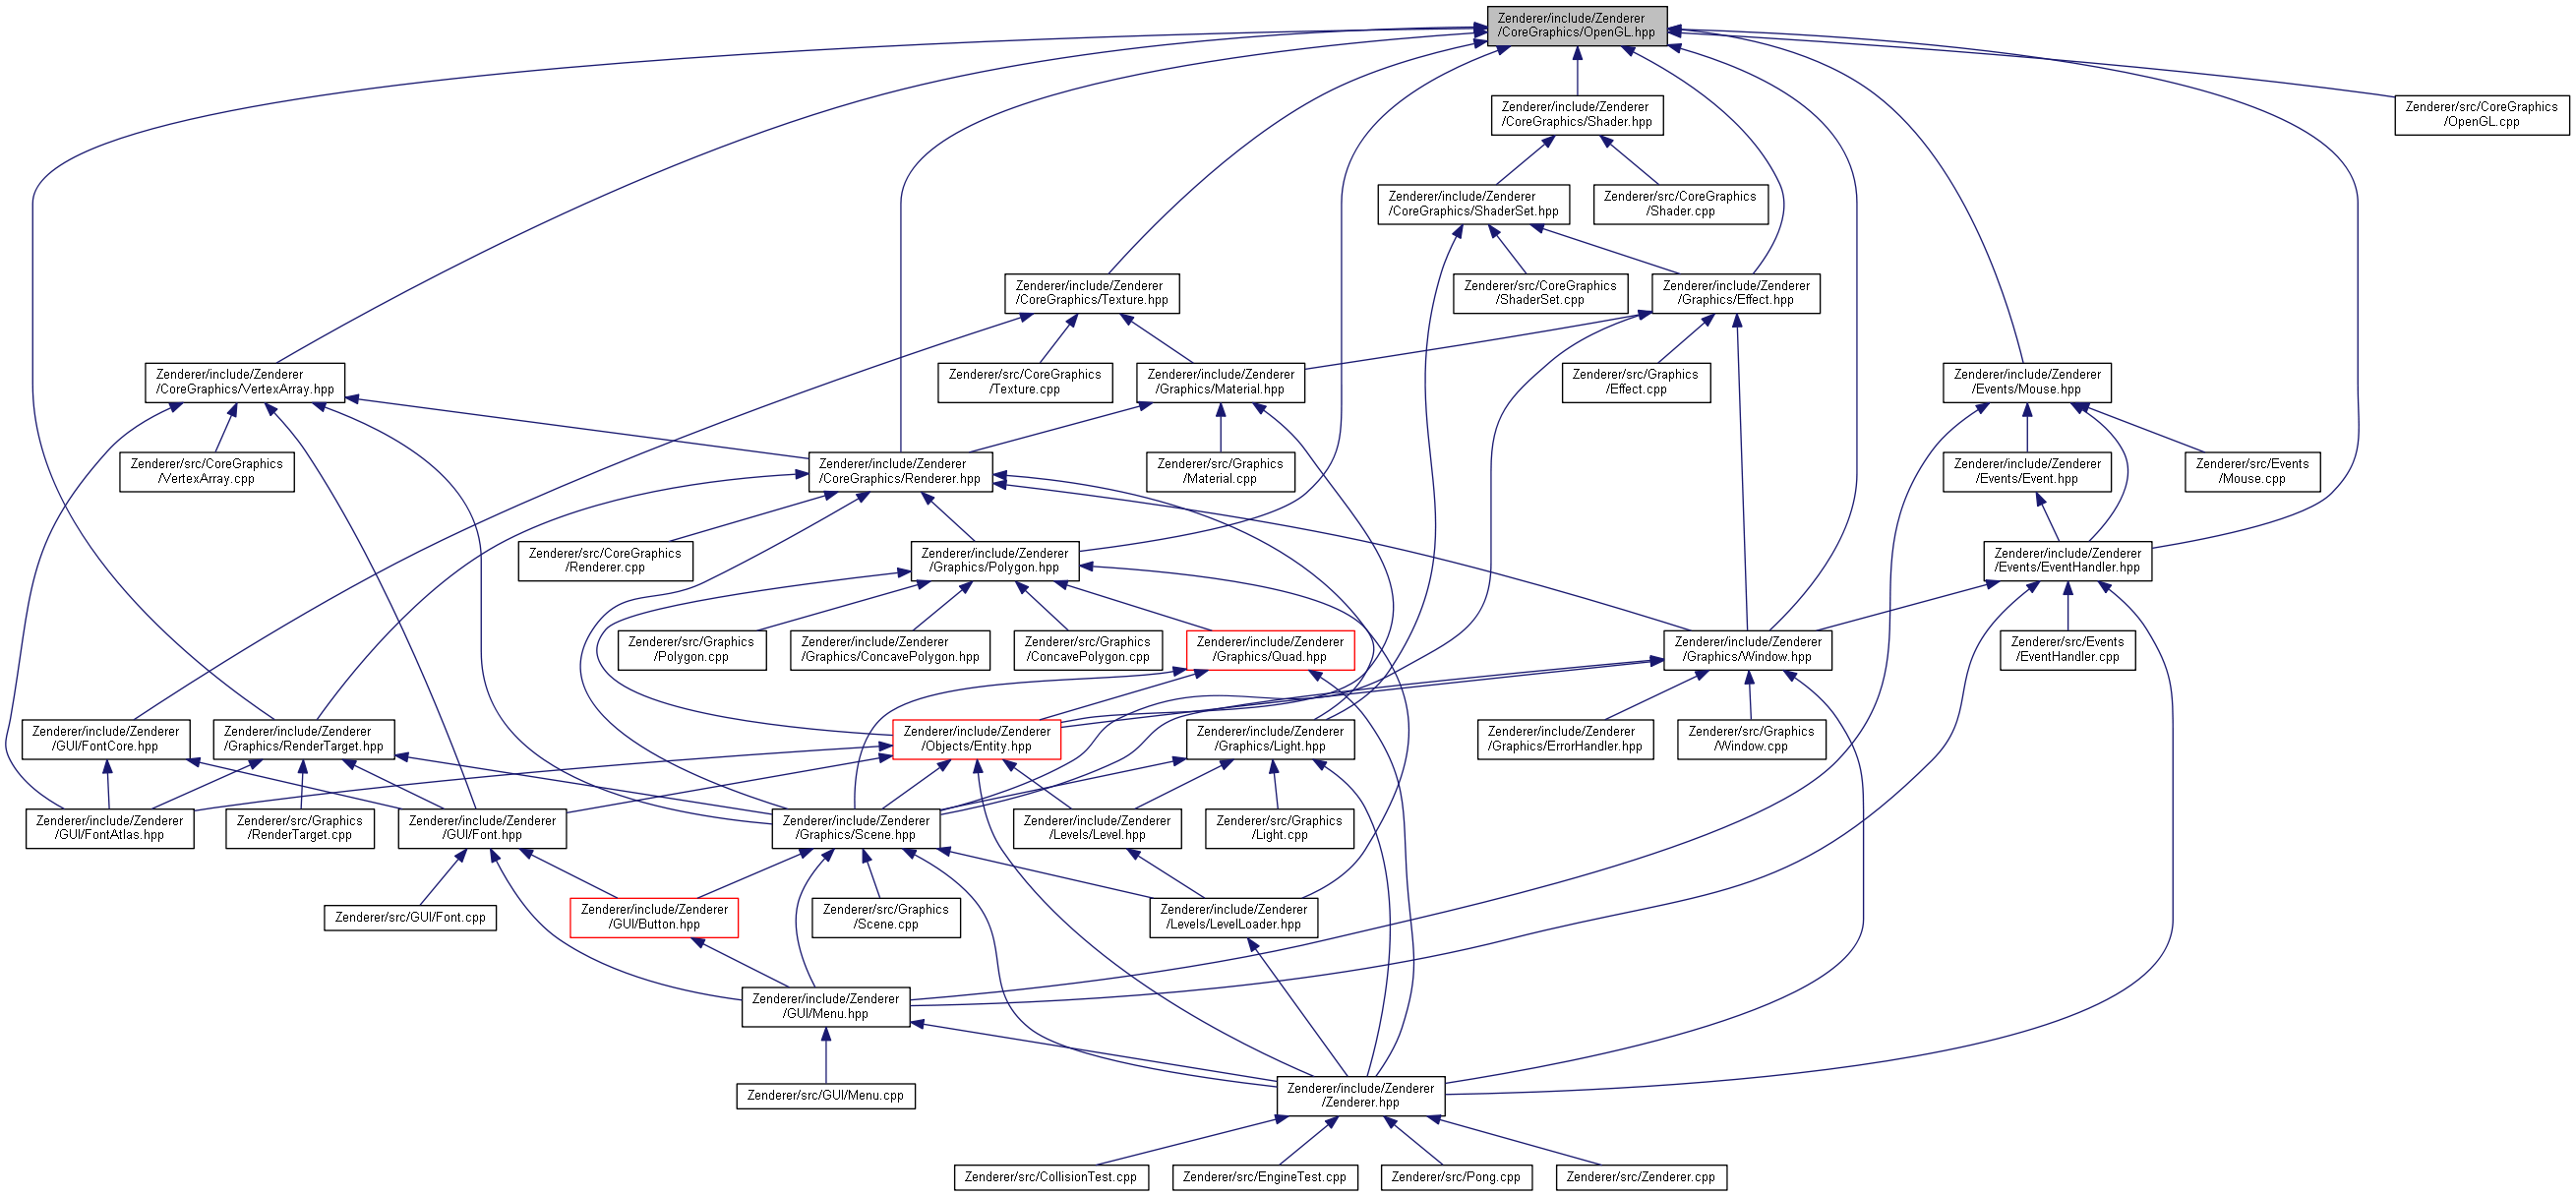 Zenderer/include/Zenderer
/CoreGraphics/OpenGL.hpp
Zenderer/include/Zenderer
/CoreGraphics/Shader.hpp
Zenderer/src/CoreGraphics
/OpenGL.cpp
Zenderer/include/Zenderer
/CoreGraphics/ShaderSet.hpp
Zenderer/src/CoreGraphics
/Shader.cpp
Zenderer/include/Zenderer
/CoreGraphics/Texture.hpp
Zenderer/src/CoreGraphics
/ShaderSet.cpp
Zenderer/include/Zenderer
/Graphics/Effect.hpp
Zenderer/include/Zenderer
/CoreGraphics/VertexArray.hpp
Zenderer/src/CoreGraphics
/Texture.cpp
Zenderer/include/Zenderer
/Graphics/Material.hpp
Zenderer/src/Graphics
/Effect.cpp
Zenderer/include/Zenderer
/Events/Mouse.hpp
Zenderer/src/CoreGraphics
/VertexArray.cpp
Zenderer/include/Zenderer
/CoreGraphics/Renderer.hpp
Zenderer/src/Graphics
/Material.cpp
Zenderer/include/Zenderer
/Events/Event.hpp
Zenderer/src/Events
/Mouse.cpp
Zenderer/src/CoreGraphics
/Renderer.cpp
Zenderer/include/Zenderer
/Graphics/Polygon.hpp
Zenderer/include/Zenderer
/Events/EventHandler.hpp
Zenderer/src/Graphics
/Polygon.cpp
Zenderer/include/Zenderer
/Graphics/ConcavePolygon.hpp
Zenderer/src/Graphics
/ConcavePolygon.cpp
Zenderer/include/Zenderer
/Graphics/Quad.hpp
Zenderer/include/Zenderer
/Graphics/Window.hpp
Zenderer/src/Events
/EventHandler.cpp
Zenderer/include/Zenderer
/GUI/FontCore.hpp
Zenderer/include/Zenderer
/Graphics/RenderTarget.hpp
Zenderer/include/Zenderer
/Objects/Entity.hpp
Zenderer/include/Zenderer
/Graphics/Light.hpp
Zenderer/include/Zenderer
/Graphics/ErrorHandler.hpp
Zenderer/src/Graphics
/Window.cpp
Zenderer/include/Zenderer
/GUI/FontAtlas.hpp
Zenderer/src/Graphics
/RenderTarget.cpp
Zenderer/include/Zenderer
/GUI/Font.hpp
Zenderer/include/Zenderer
/Graphics/Scene.hpp
Zenderer/include/Zenderer
/Levels/Level.hpp
Zenderer/src/Graphics
/Light.cpp
Zenderer/src/GUI/Font.cpp
Zenderer/include/Zenderer
/GUI/Button.hpp
Zenderer/src/Graphics
/Scene.cpp
Zenderer/include/Zenderer
/Levels/LevelLoader.hpp
Zenderer/include/Zenderer
/GUI/Menu.hpp
Zenderer/src/GUI/Menu.cpp
Zenderer/include/Zenderer
/Zenderer.hpp
Zenderer/src/CollisionTest.cpp
Zenderer/src/EngineTest.cpp
Zenderer/src/Pong.cpp
Zenderer/src/Zenderer.cpp